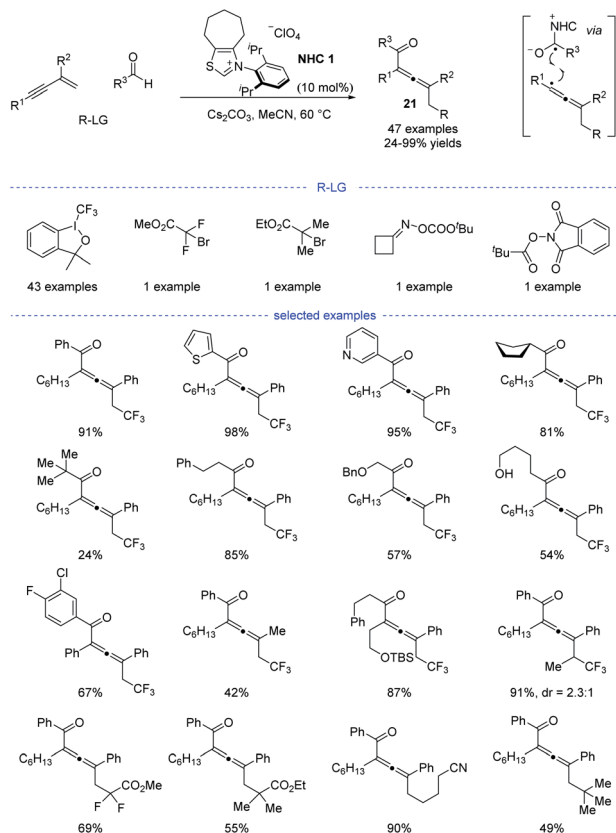 R2
R1
R3
O
H
R-LG
S
N
+
iPr
iPr
−ClO4
NHC 1
(10 mol%)
Cs2CO3, MeCN, 60 °C
R3
O
R1
R2
21
R
47 examples
24-99% yields
+
NHC
−O
R3
via
R1
R2
R
R-LG
CF3
I
O
Me
Me
43 examples
MeO2C
F
Br
F
1 example
EtO2C
Me
Br
Me
1 example
N
OCOOtBu
1 example
tBu
O
O
N
O
O
1 example
selected examples
Ph
O
C6H13
Ph
CF3
91%
S
O
C6H13
Ph
CF3
98%
N
O
C6H13
Ph
CF3
95%
O
C6H13
Ph
CF3
81%
Me
Me
Me
O
C6H13
Ph
CF3
24%
Ph
O
C6H13
Ph
CF3
85%
BnO
O
C6H13
Ph
CF3
57%
OH
O
C6H13
Ph
CF3
54%
Cl
F
O
Ph
Ph
CF3
67%
Ph
O
C6H13
Me
CF3
42%
O
Ph
Ph
OTBS
CF3
87%
Ph
O
C6H13
Ph
Me
CF3
91%, dr = 2.3:1
Ph
O
C6H13
Ph
CO2Me
F F
69%
Ph
O
C6H13
Ph
CO2Et
Me Me
55%
Ph
O
C6H13
Ph
CN
90%
Ph
O
C6H13
Ph
Me
Me
Me
49%